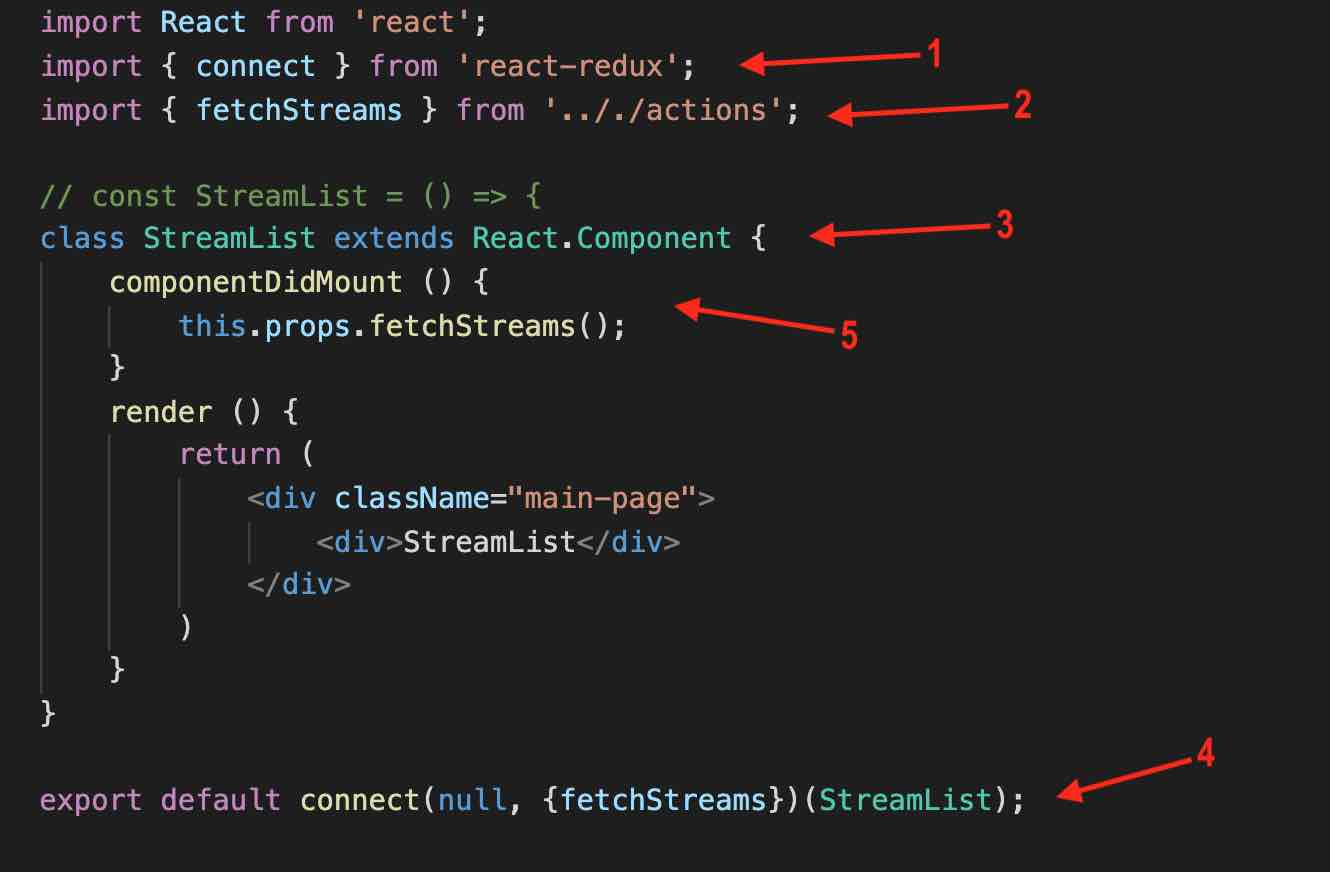 import React from 'react';
import { connect } from 'react-redux'; 1
import { fetchStreams } from '.././actions'; 2
// const StreamList = () => {
class StreamList extends React.Component { 3
componentDidMount () {
this.props.fetchStreams(); 5
}
render () {
return (
<div className="main-page">
<div>StreamList</div>
</div>
)
}
}
export default connect(null, {fetchStreams})(StreamList); 4